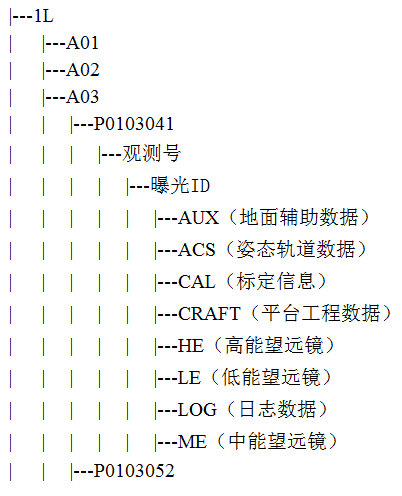 |---1L
| |---A01
| |---A02
| |---A03
| | |---P0103041
| | | |---观测号
| | | | |---曝光ID
| | | | | |---AUX（地面辅助数据）
| | | | | |---ACS（姿态轨道数据）
| | | | | |---CAL（标定信息）
| | | | | |---CRAFT（平台工程数据）
| | | | | |---HE（高能望远镜）
| | | | | |---LE（低能望远镜）
| | | | | |---LOG（日志数据）
| | | | | |---ME（中能望远镜）
| | |---P0103052